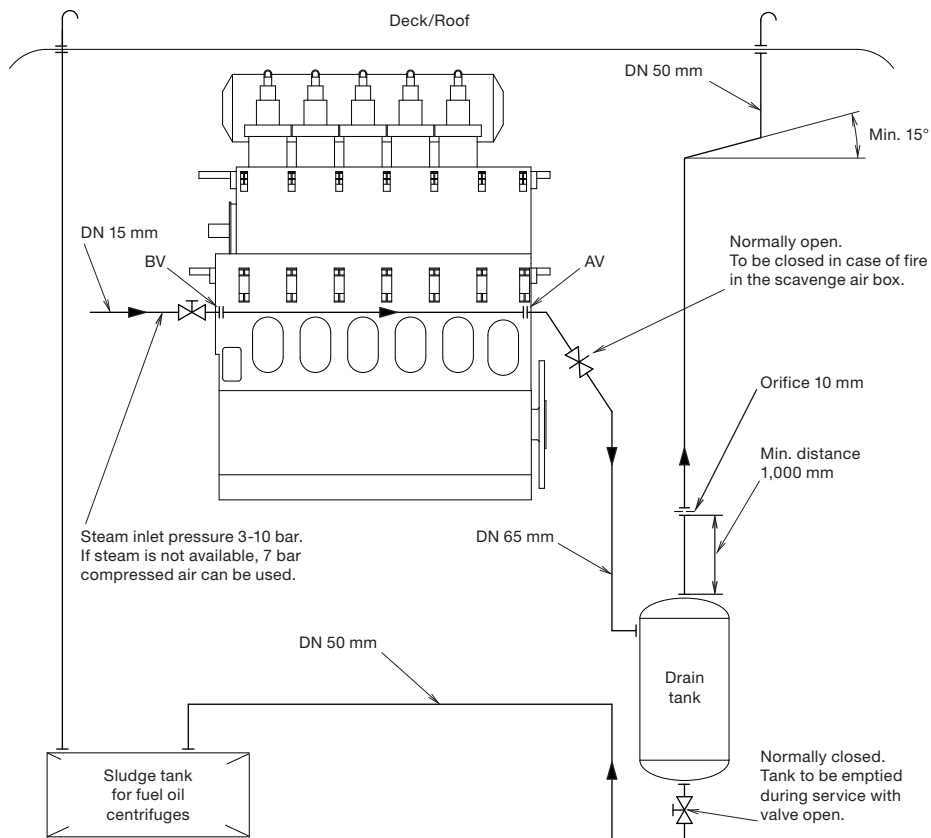 Deck/Roof
DN 50 mm
Min. 15°
DN 15 mm
BV
AV
Normally open.
To be closed in case of fire
in the scavenge air box.
Orifice 10 mm
Min. distance
1,000 mm
Steam inlet pressure 3-10 bar.
If steam is not available, 7 bar
compressed air can be used.
DN 65 mm
DN 50 mm
Drain
tank
Sludge tank
for fuel oil
centrifuges
Normally closed.
Tank to be emptied
during service with
valve open.